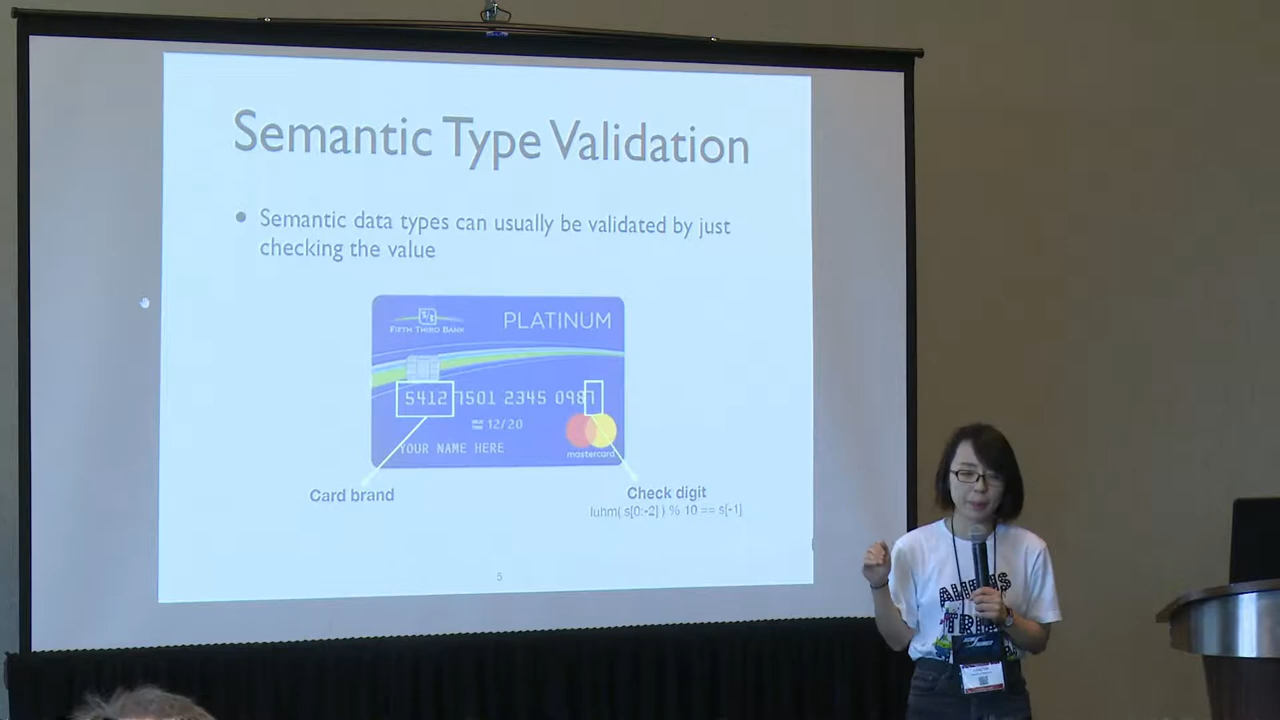 Semantic Type Validation
• Semantic data types can usually be validated by just
checking the value
FIFTH THIRD BANK
PLATINUM
5412 7501 2345 0987
12/20
YOUR NAME HERE
mastercard
Card brand
Check digit
luhm( s[0:-2] ) % 10 == s[-1]
5